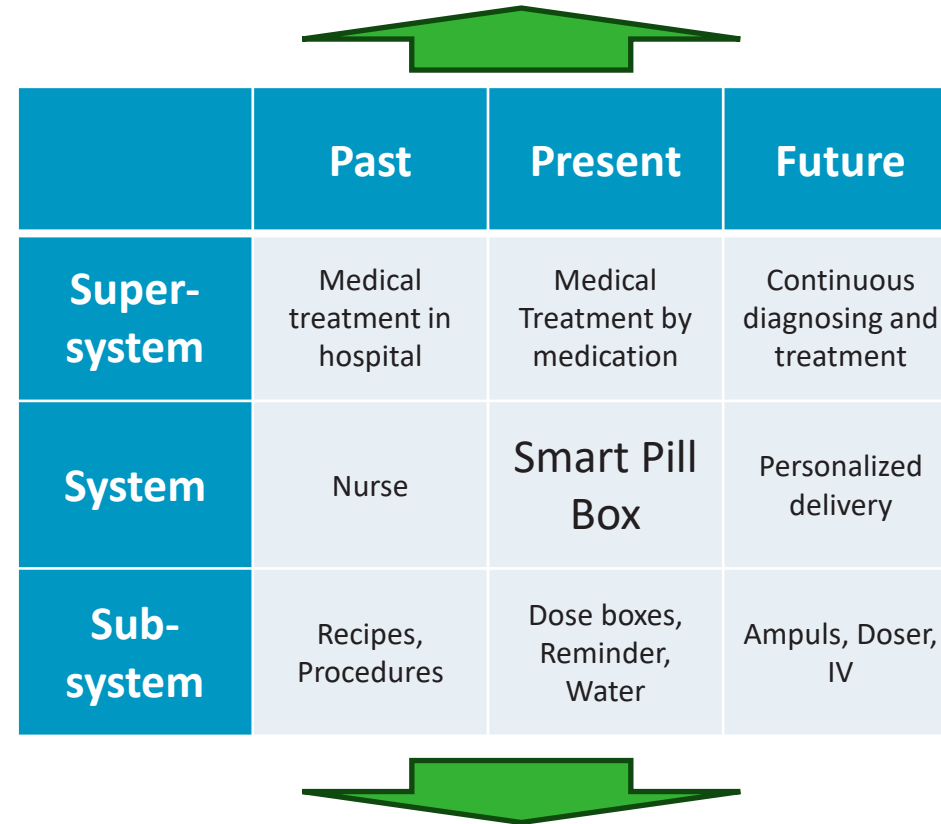 Past Present Future
Super-
system
Medical
treatment in
hospital
Medical
Treatment by
medication
Continuous
diagnosing and
treatment
System
Nurse
Smart Pill
Box
Personalized
delivery
Sub-
system
Recipes,
Procedures
Dose boxes,
Reminder,
Water
Ampuls, Doser,
IV